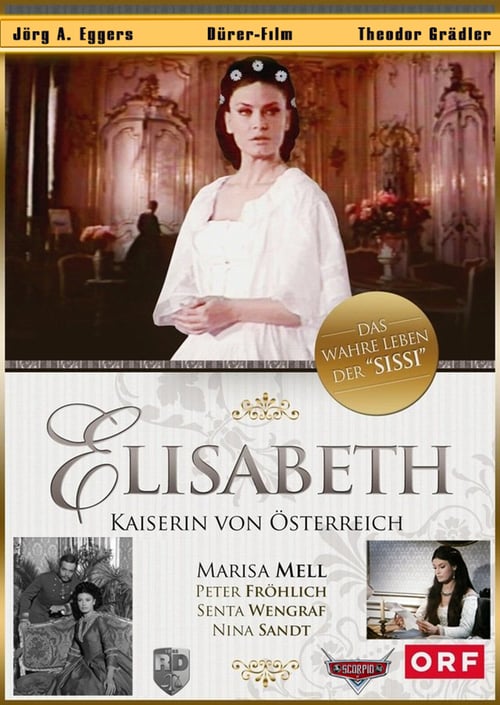 Jörg A. Eggers Dürer-Film Theodor Grädler
DAS
WAHRE LEBEN
DER "SISSI"
ELISABETH
KAISERIN VON ÖSTERREICH
MARISA MELL
PETER FRÖHLICH
SENTA WENGRAF
NINA SANDT
RD
SCORPIO
ORF